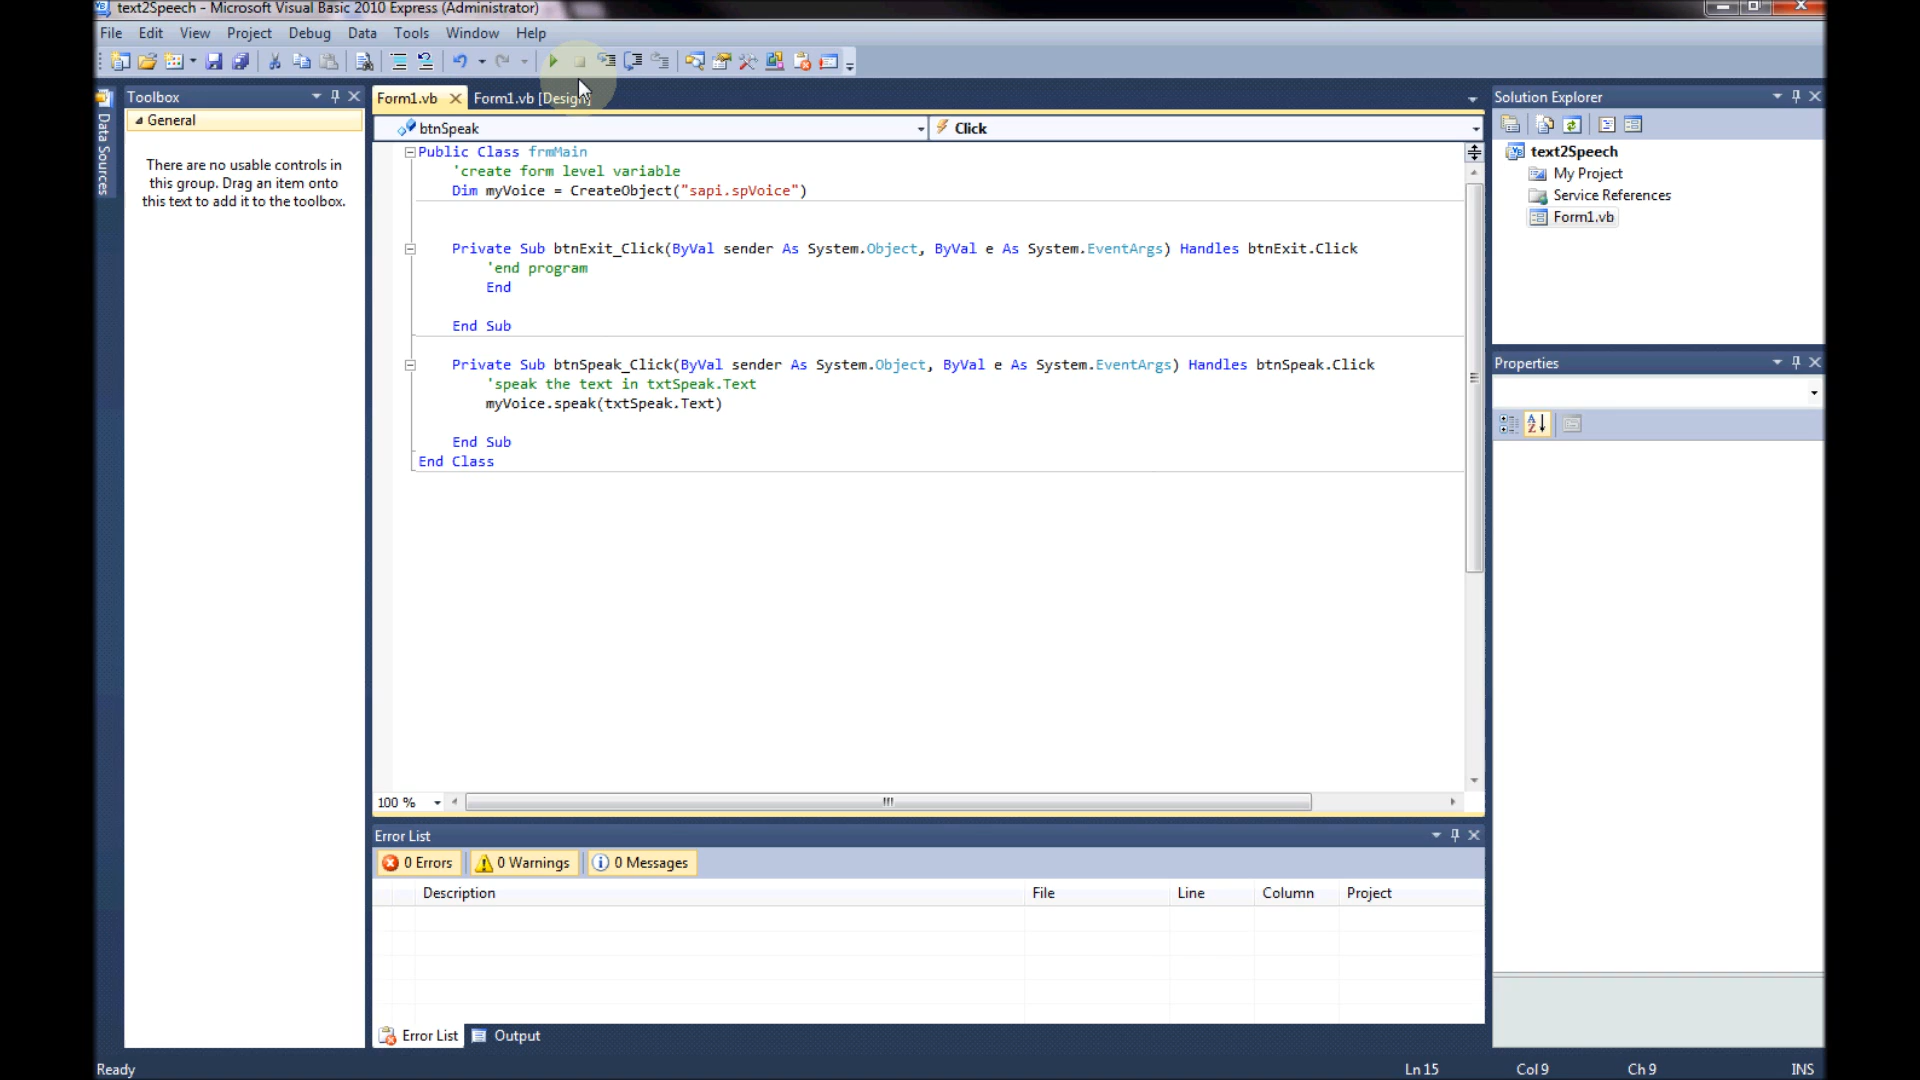 text2Speech - Microsoft Visual Basic 2010 Express (Administrator)
File Edit View Project Debug Data Tools Window Help
Data Sources
Toolbox
General
There are no usable controls in
this group. Drag an item onto
this text to add it to the toolbox.
Form1.vb Form1.vb [Design]
btnSpeak Click
Public Class frmMain
'create form level variable
Dim myVoice = CreateObject("sapi.spVoice")
Private Sub btnExit_Click(ByVal sender As System.Object, ByVal e As System.EventArgs) Handles btnExit.Click
'end program
End
End Sub
Private Sub btnSpeak_Click(ByVal sender As System.Object, ByVal e As System.EventArgs) Handles btnSpeak.Click
'speak the text in txtSpeak.Text
myVoice.speak(txtSpeak.Text)
End Sub
End Class
100 %
Solution Explorer
text2Speech
My Project
Service References
Form1.vb
Properties
Error List
0 Errors 0 Warnings 0 Messages
Description File Line Column Project
Error List Output
Ready Ln 15 Col 9 Ch 9 INS